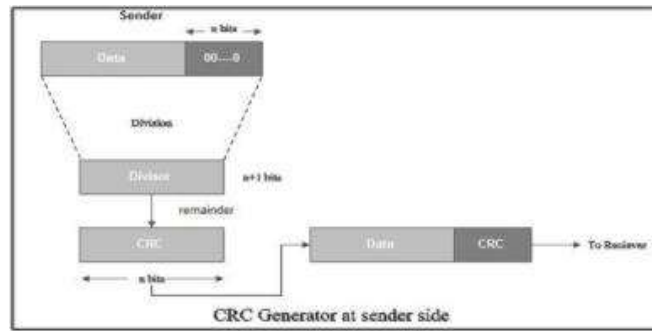 Sender
n bits
Data 00....0
Division
Divisor n+1 bits
remainder
CRC Data CRC To Reciever
n bits
CRC Generator at sender side